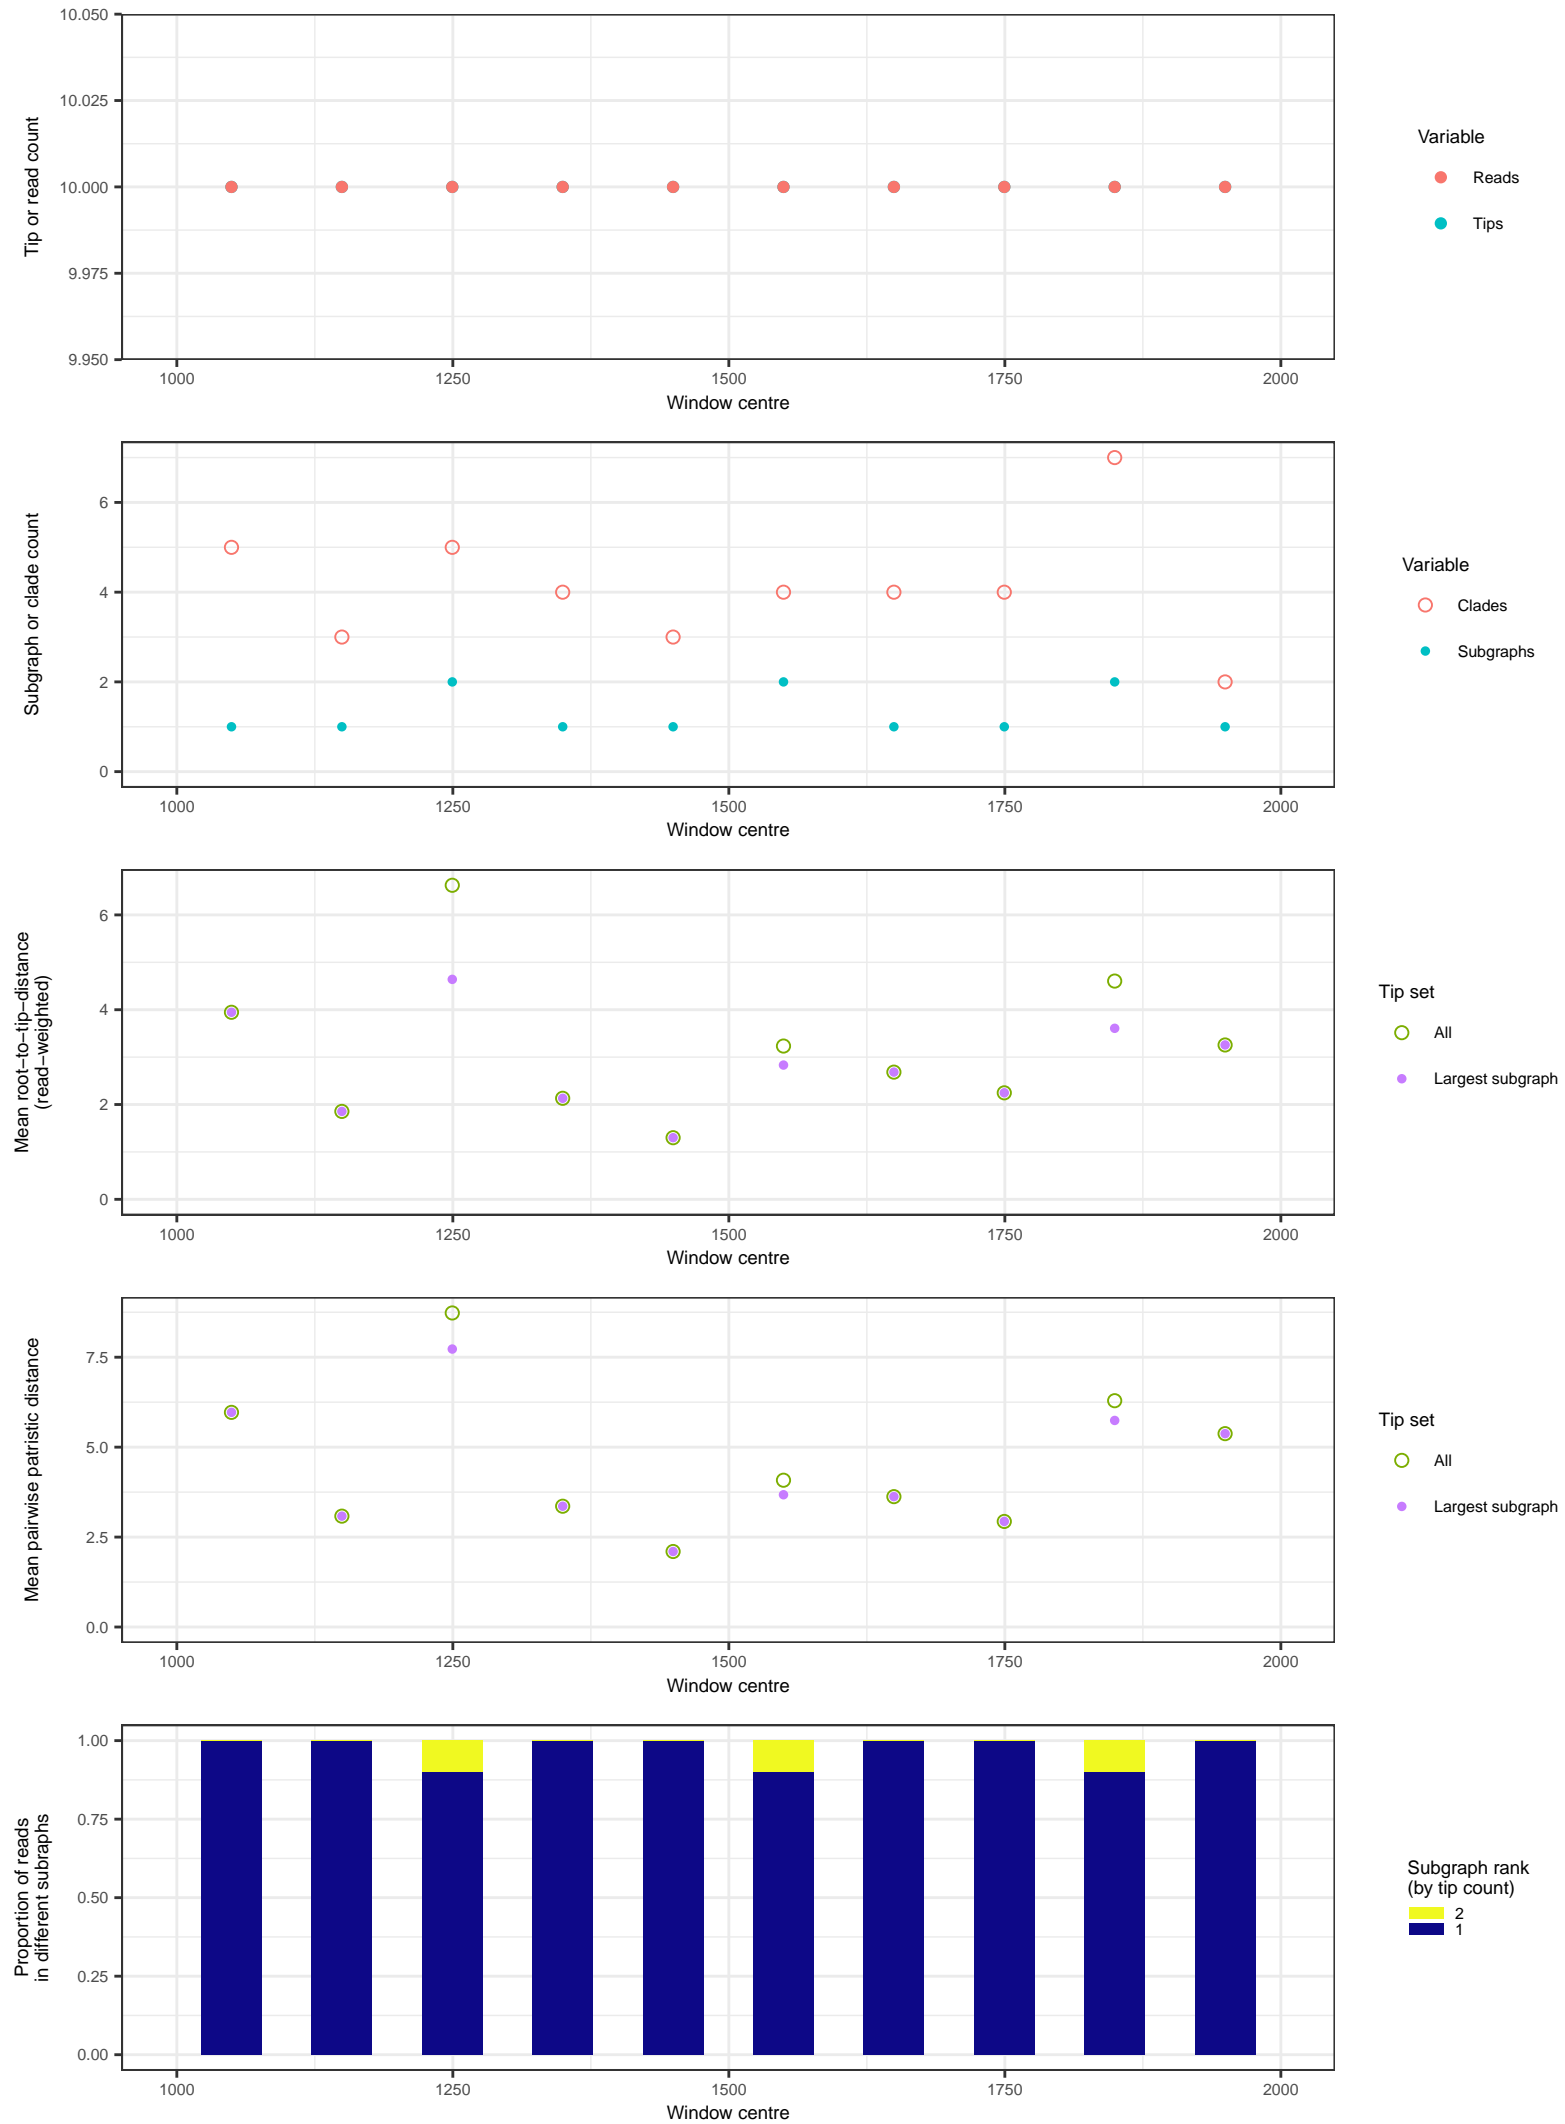 10.050
10.025
10.000
9.975
9.950
Tip or read count
1000 1250 1500 1750 2000
Window centre
Variable
Reads
Tips
6
4
2
0
Subgraph or clade count
1000 1250 1500 1750 2000
Window centre
Variable
Clades
Subgraphs
6
4
2
0
Mean root−to−tip−distance
(read−weighted)
1000 1250 1500 1750 2000
Window centre
Tip set
All
Largest subgraph
7.5
5.0
2.5
0.0
Mean pairwise patristic distance
1000 1250 1500 1750 2000
Window centre
Tip set
All
Largest subgraph
1.00
0.75
0.50
0.25
0.00
Proportion of reads
in different subraphs
1000 1250 1500 1750 2000
Window centre
Subgraph rank
(by tip count)
2
1